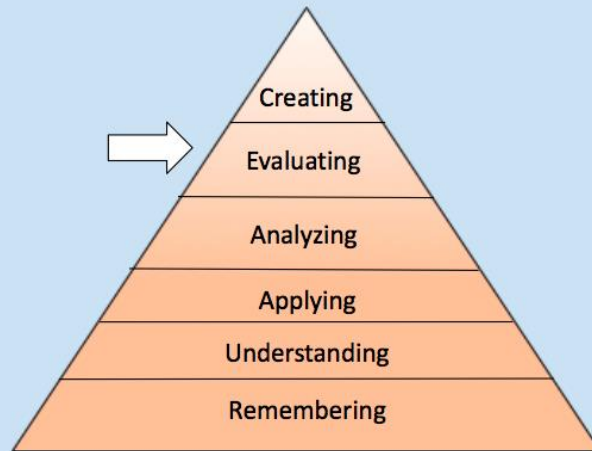 Creating
Evaluating
Analyzing
Applying
Understanding
Remembering